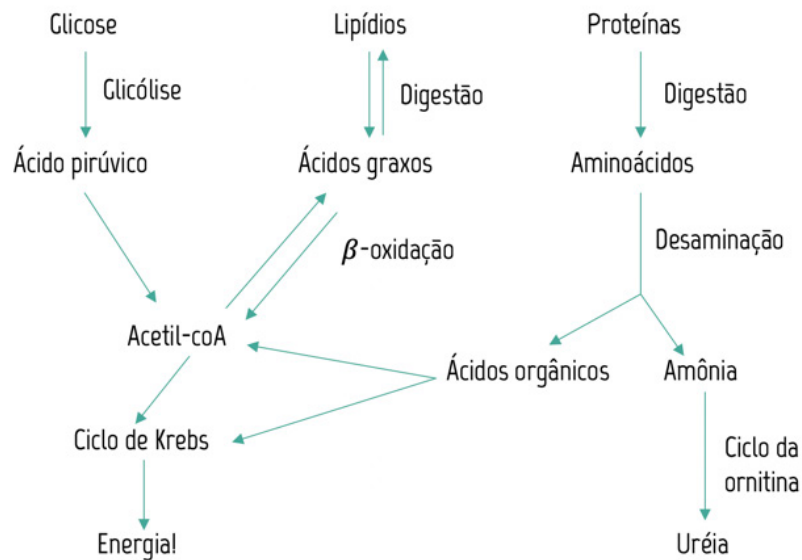 Glicose
Lipídios
Proteínas
Glicólise
Digestão
Digestão
Ácido pirúvico
Ácidos graxos
Aminoácidos
β-oxidação
Desaminação
Acetil-coA
Ácidos orgânicos
Amônia
Ciclo de Krebs
Ciclo da
ornitina
Energia!
Uréia